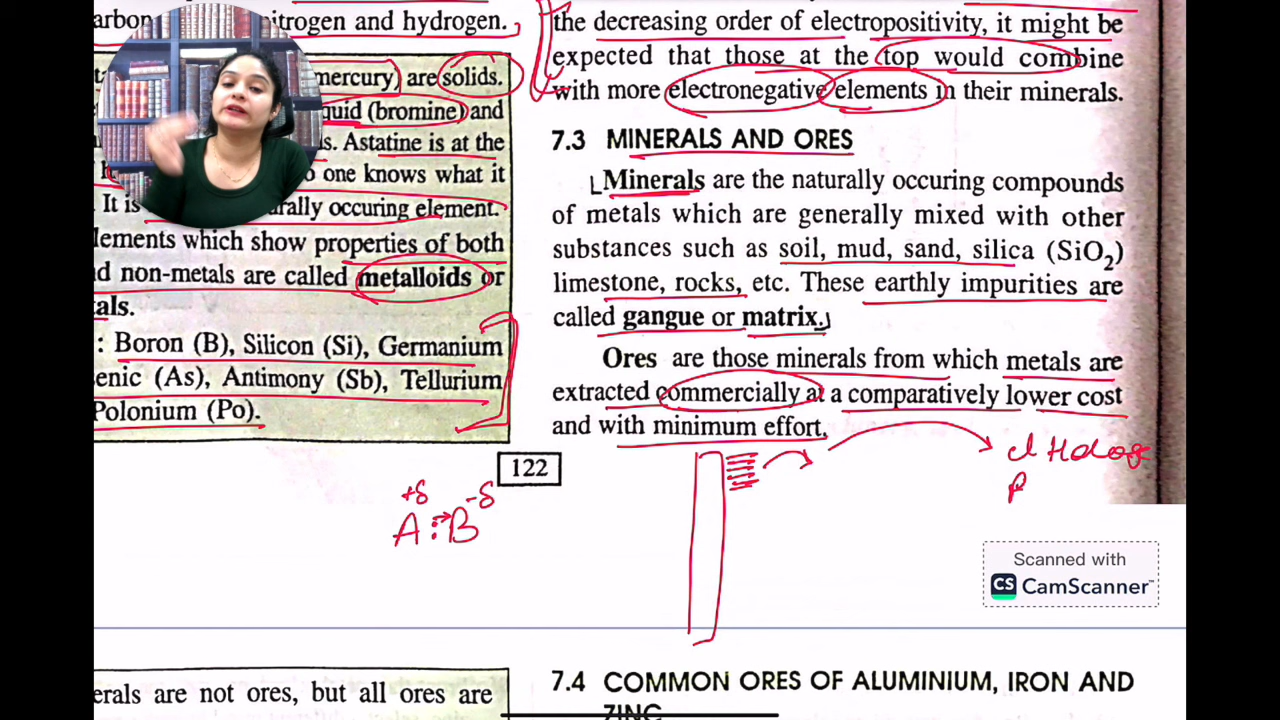 arbon
itrogen and hydrogen.
mercury) are solids.
quid (bromine) and
s. Astatine is at the
o one knows what it
. It is
rally occuring element.
lements which show properties of both
d non-metals are called metalloids or
als.
: Boron (B), Silicon (Si), Germanium
enic (As), Antimony (Sb), Tellurium
Polonium (Po).
122
+δ -δ
A : B
erals are not ores, but all ores are
the decreasing order of electropositivity, it might be
expected that those at the top would combine
with more electronegative elements in their minerals.
7.3 MINERALS AND ORES
Minerals are the naturally occuring compounds
of metals which are generally mixed with other
substances such as soil, mud, sand, silica (SiO₂)
limestone, rocks, etc. These earthly impurities are
called gangue or matrix.
Ores are those minerals from which metals are
extracted commercially at a comparatively lower cost
and with minimum effort.
Scanned with
CS CamScanner™
7.4 COMMON ORES OF ALUMINIUM, IRON AND
ZINC